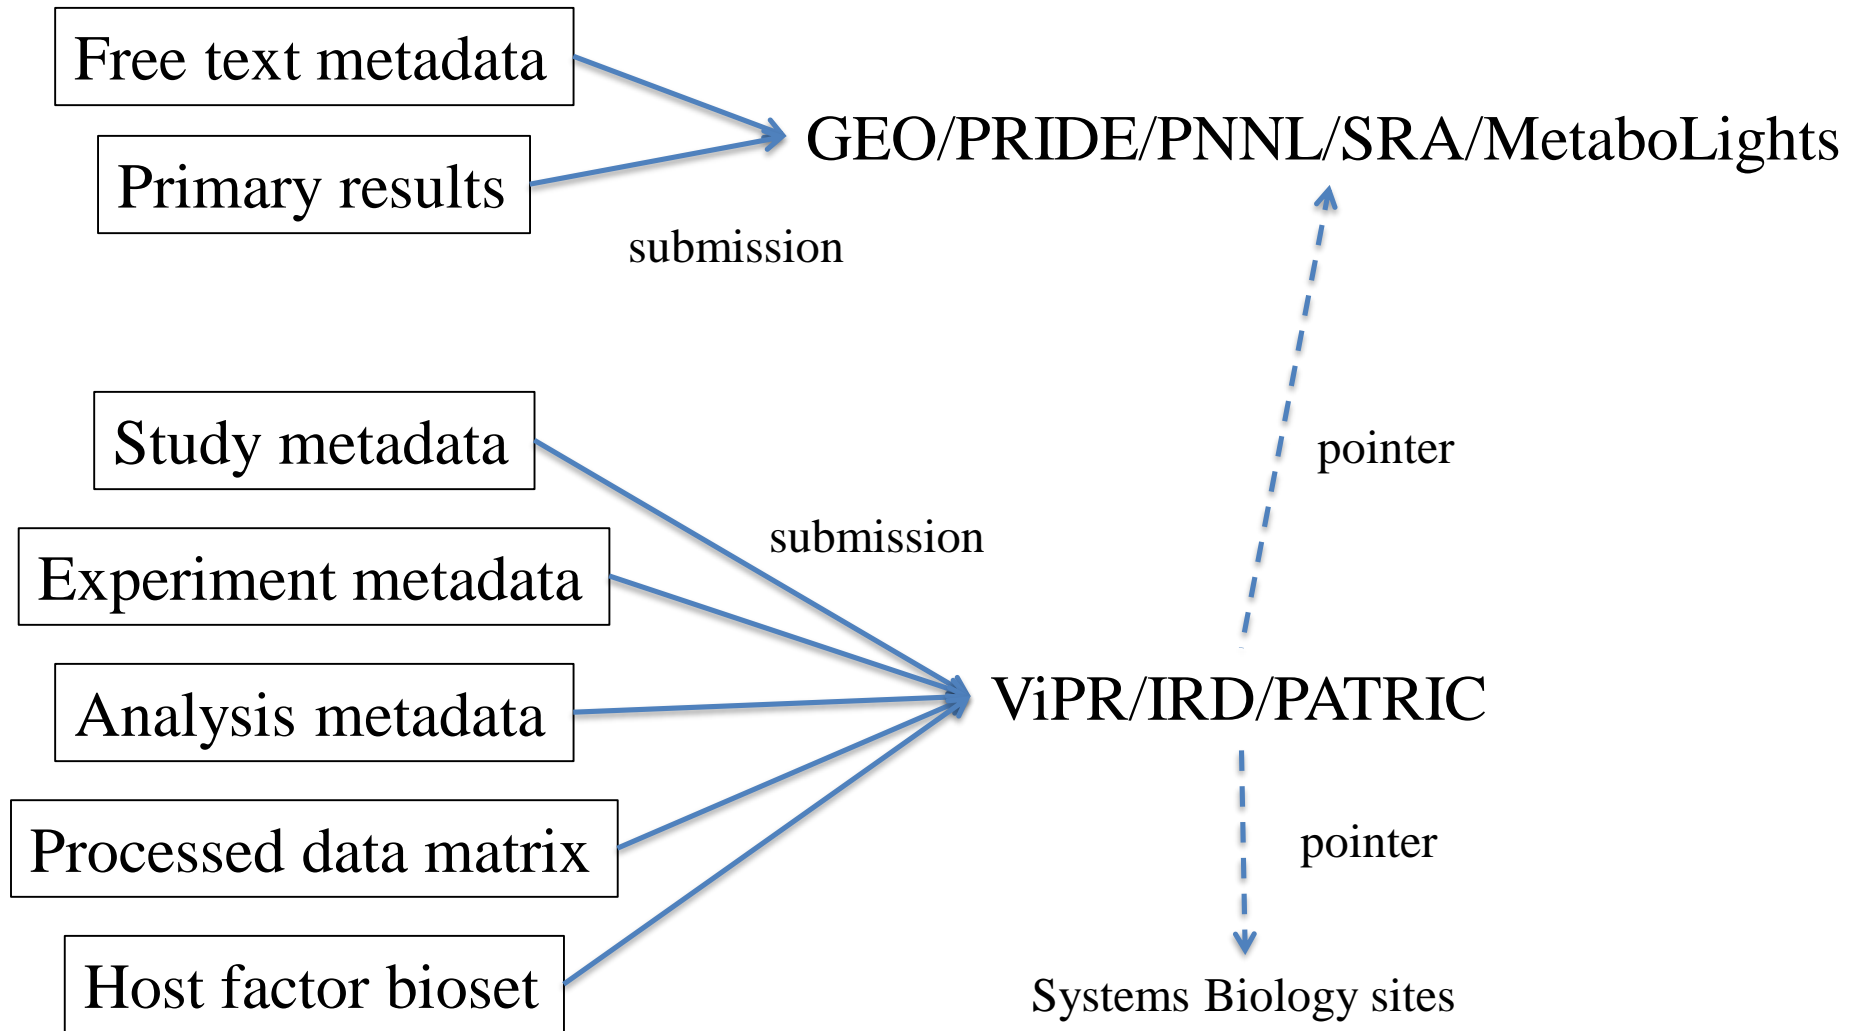 Free text metadata
GEO/PRIDE/PNNL/SRA/MetaboLights
Primary results
submission
Study metadata
pointer
submission
Experiment metadata
Analysis metadata
ViPR/IRD/PATRIC
Processed data matrix
pointer
Host factor bioset
Systems Biology sites